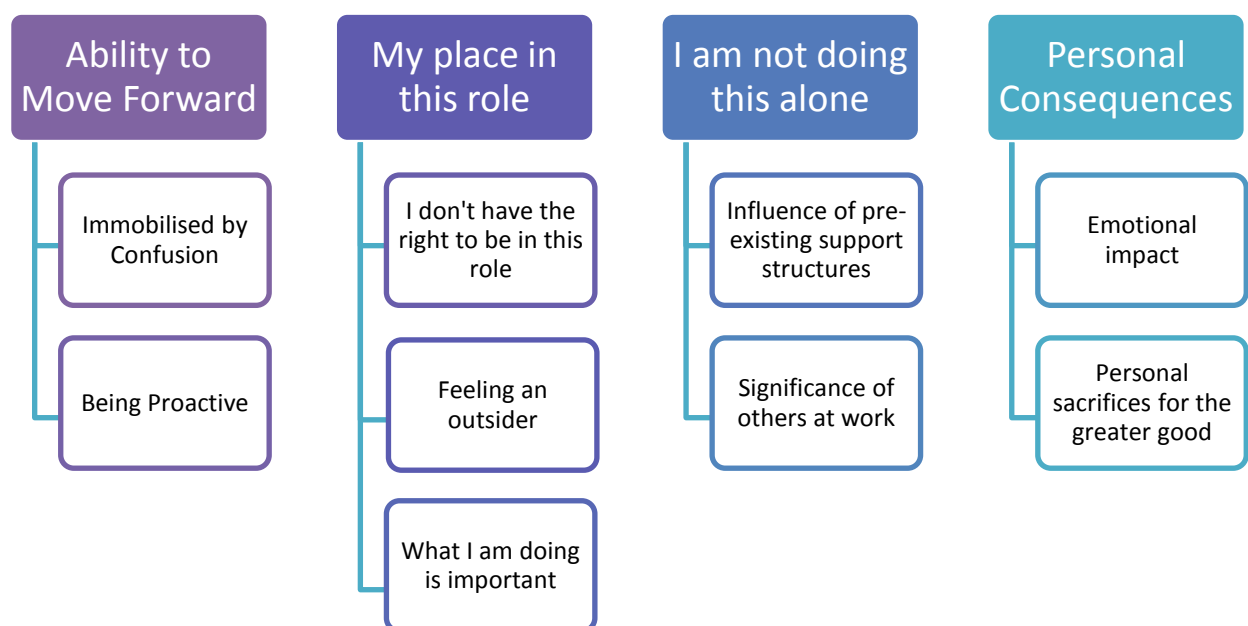 Ability to
Move Forward
Immobilised by
Confusion
Being Proactive
My place in
this role
I don't have the
right to be in this
role
Feeling an
outsider
What I am doing
is important
I am not doing
this alone
Influence of pre-
existing support
structures
Significance of
others at work
Personal
Consequences
Emotional
impact
Personal
sacrifices for the
greater good